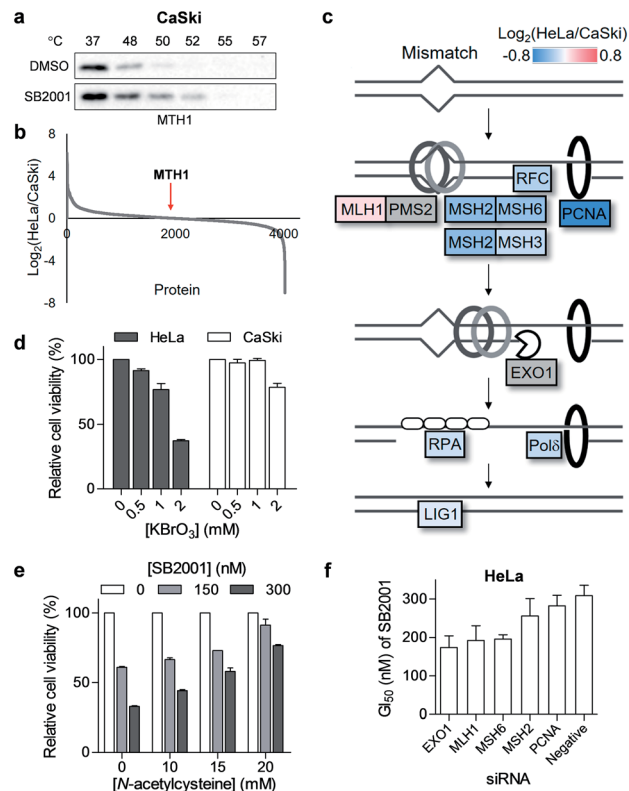 a
CaSki
°C 37 48 50 52 55 57
DMSO
SB2001
MTH1
b
Log2(HeLa/CaSki)
8
4
0
-4
-8
MTH1
0 2000 4000
Protein
c
Log2(HeLa/CaSki)
-0.8 0.8
Mismatch
RFC
MLH1 PMS2 MSH2 MSH6 PCNA
MSH2 MSH3
EXO1
RPA Polδ
LIG1
d
HeLa CaSki
Relative cell viability (%)
100
50
0
0 0.5 1 2 0 0.5 1 2
[KBrO3] (mM)
e
[SB2001] (nM)
0 150 300
Relative cell viability (%)
100
50
0
0 10 15 20
[N-acetylcysteine] (mM)
f
HeLa
GI50 (nM) of SB2001
300
200
100
0
EXO1 MLH1 MSH6 MSH2 PCNA Negative
siRNA